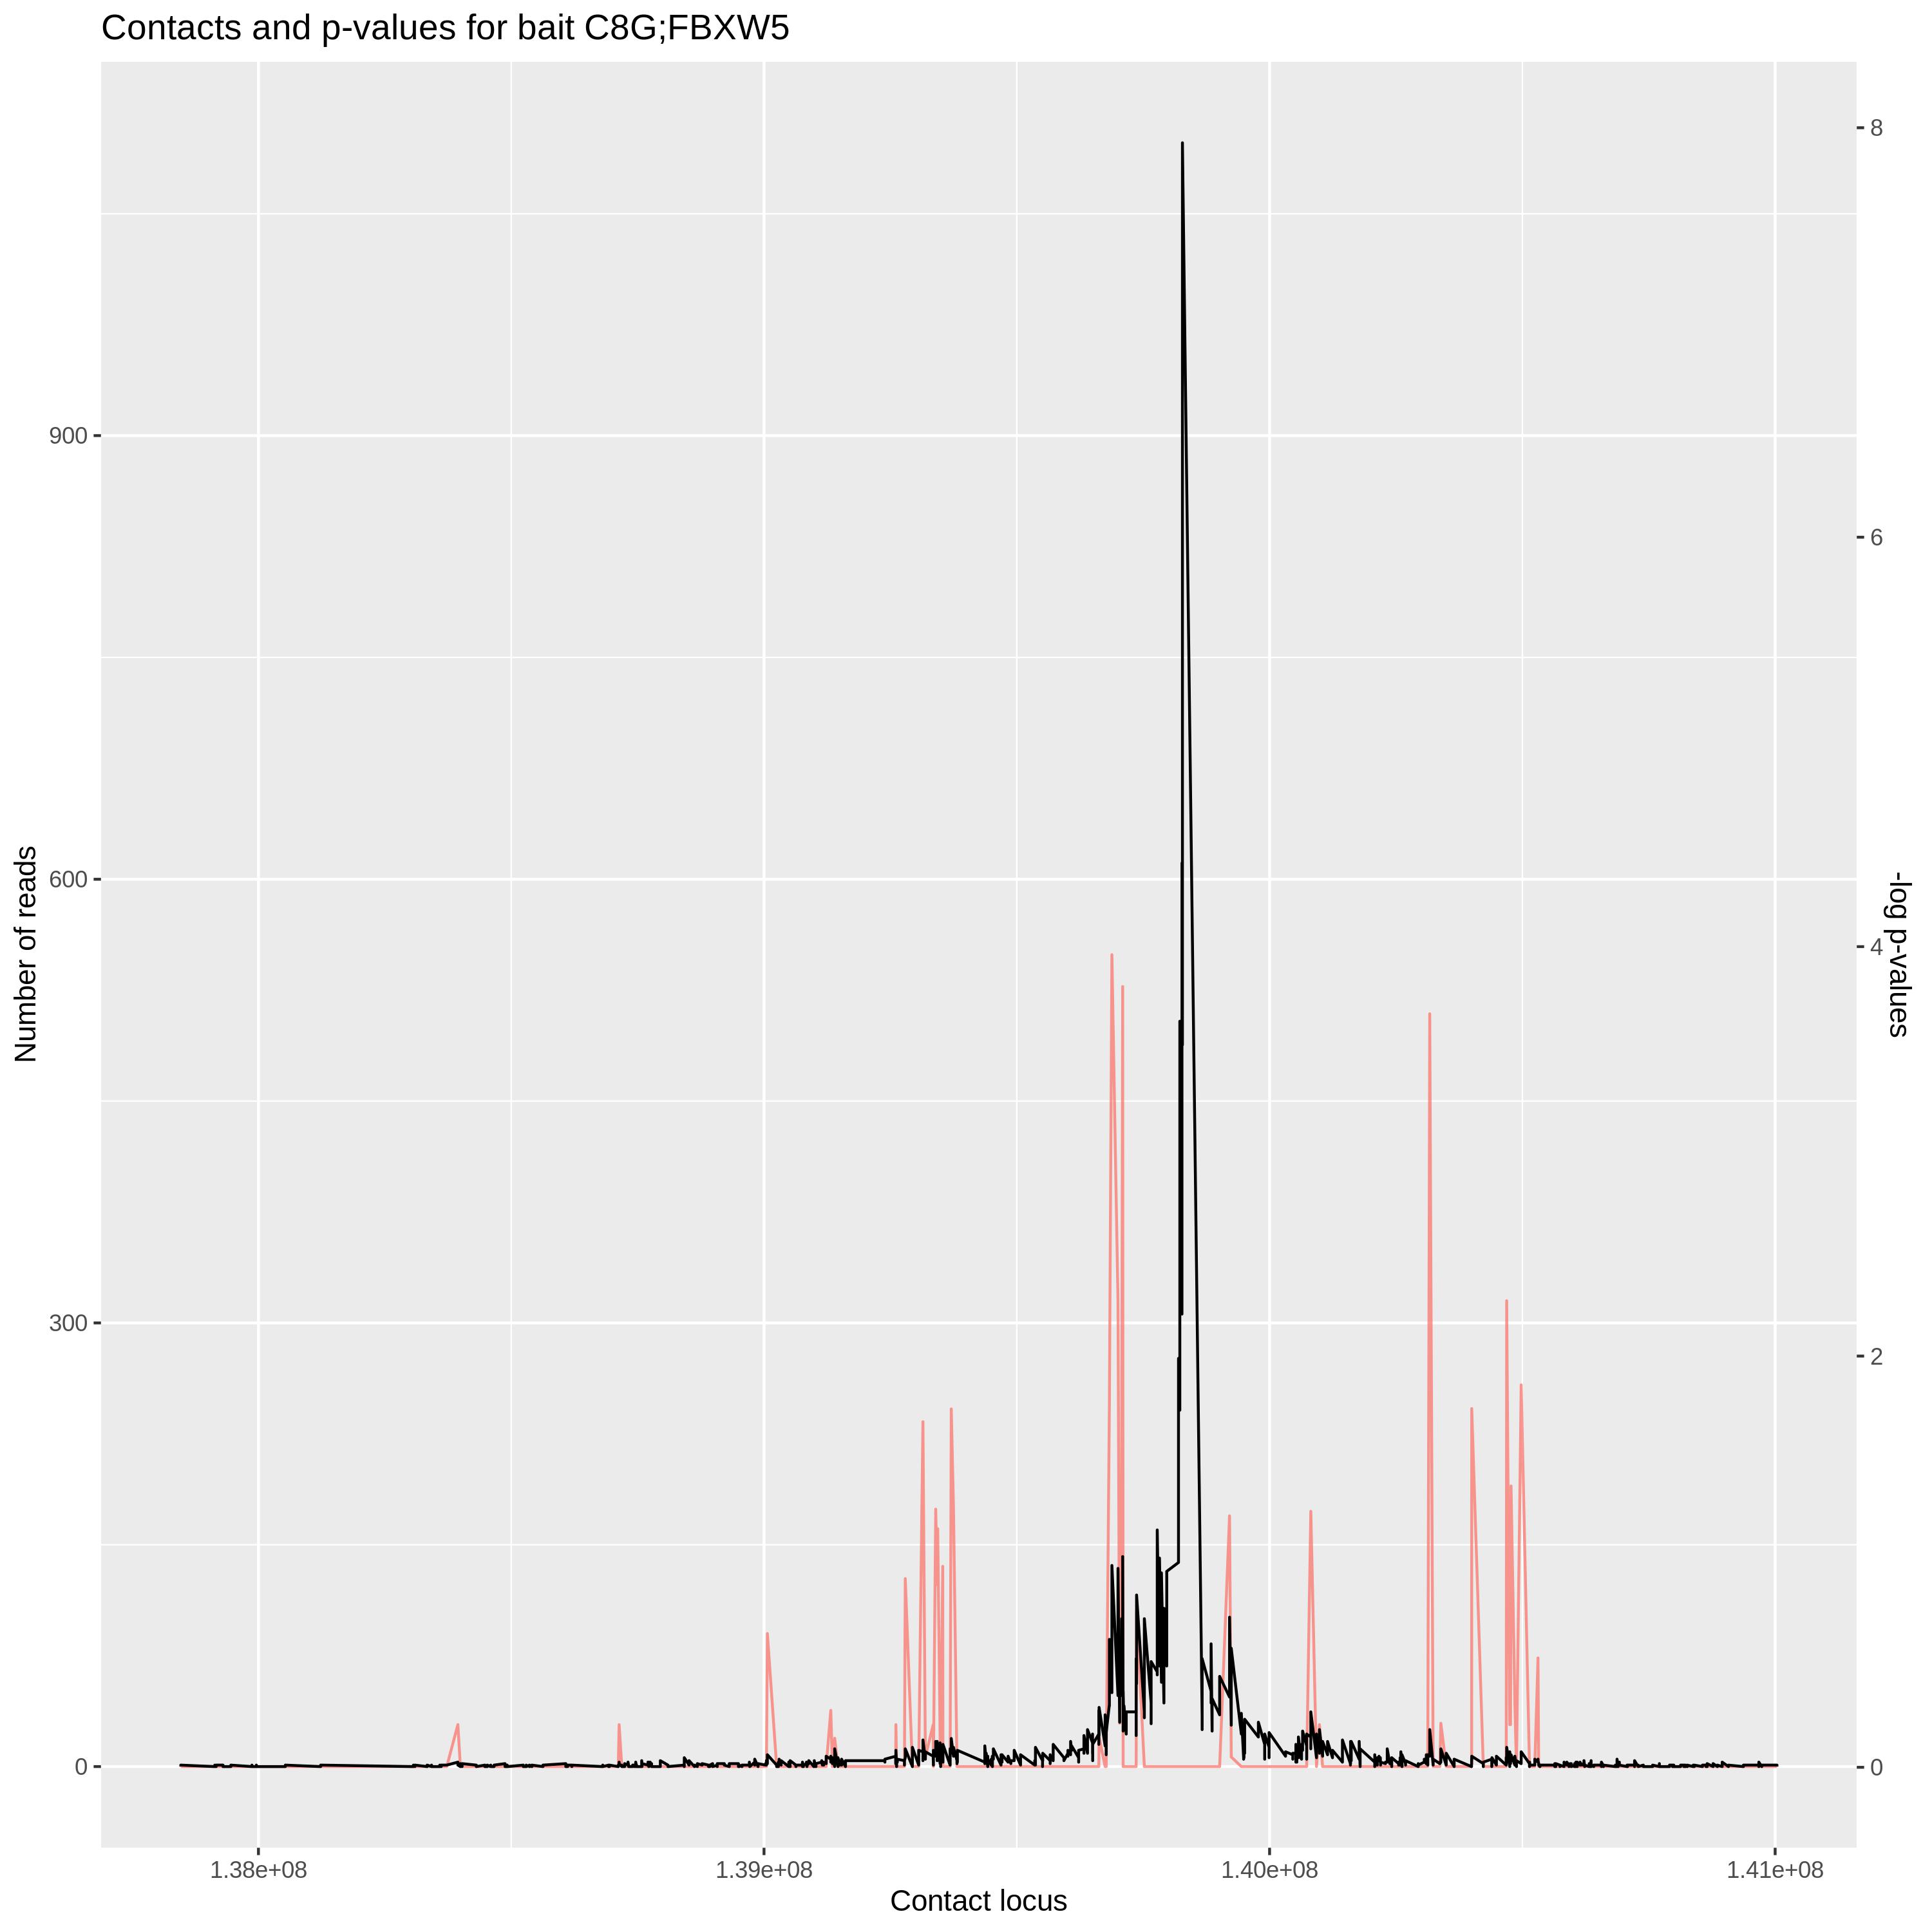 Contacts and p-values for bait C8G;FBXW5
Number of reads
900
600
300
0
8
6
4
2
0
-log p-values
1.38e+08
1.39e+08
1.40e+08
1.41e+08
Contact locus